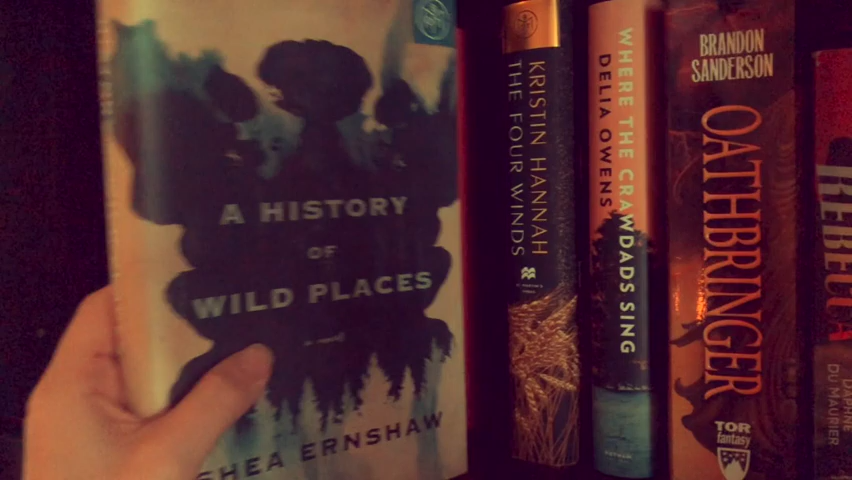 A HISTORY
OF
WILD PLACES
a novel
SHEA ERNSHAW
KRISTIN HANNAH
THE FOUR WINDS
WHERE THE CRAWDADS SING
DELIA OWENS
BRANDON
SANDERSON
OATHBRINGER
TOR
fantasy
REBECCA
DAPHNE
DU MAURIER